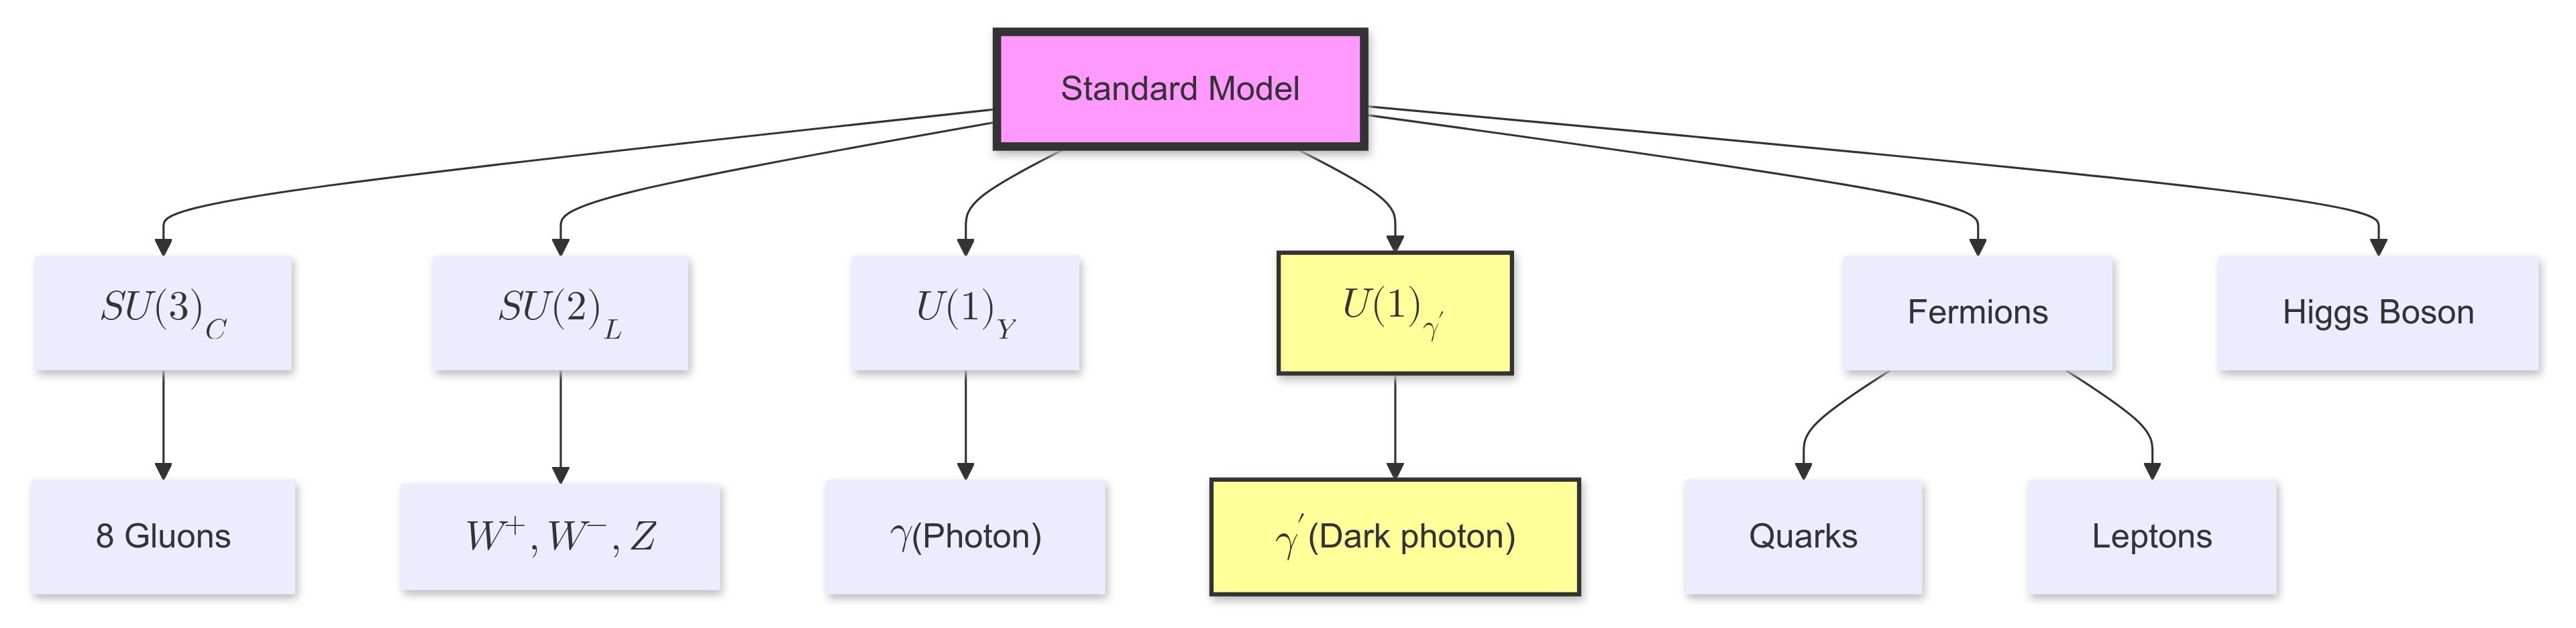 Standard Model
$SU(3)_C$
$SU(2)_L$
$U(1)_Y$
$U(1)_{\gamma'}$
Fermions
Higgs Boson
8 Gluons
$W^+, W^-, Z$
$\gamma$(Photon)
$\gamma'$(Dark photon)
Quarks
Leptons